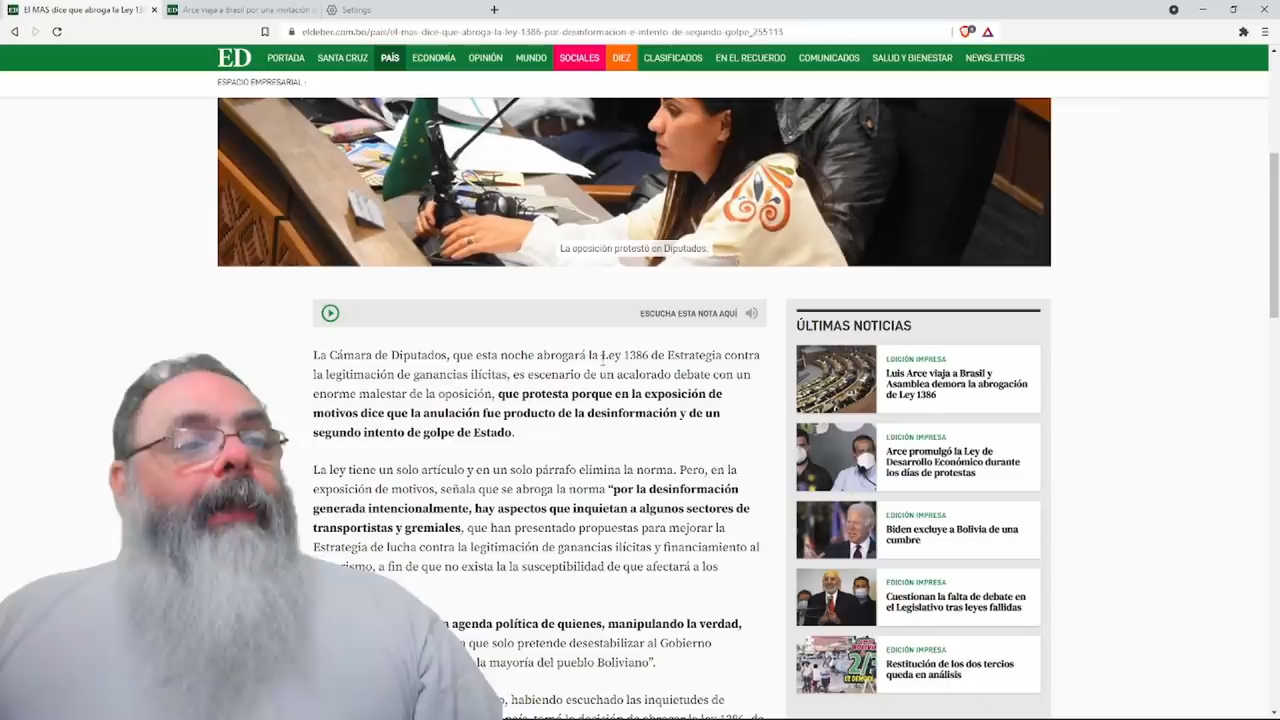 El MAS dice que abroga la Ley 13
Arce viaja a Brasil por una invitación
Settings
eldeber.com.bo/pais/el-mas-dice-que-abroga-la-ley-1386-por-desinformacion-e-intento-de-segundo-golpe_255113
ED PORTADA SANTA CRUZ PAÍS ECONOMÍA OPINIÓN MUNDO SOCIALES DIEZ CLASIFICADOS EN EL RECUERDO COMUNICADOS SALUD Y BIENESTAR NEWSLETTERS
ESPACIO EMPRESARIAL
La oposición protestó en Diputados.
ESCUCHA ESTA NOTA AQUÍ
La Cámara de Diputados, que esta noche abrogará la Ley 1386 de Estrategia contra
la legitimación de ganancias ilícitas, es escenario de un acalorado debate con un
enorme malestar de la oposición, que protesta porque en la exposición de
motivos dice que la anulación fue producto de la desinformación y de un
segundo intento de golpe de Estado.
La ley tiene un solo artículo y en un solo párrafo elimina la norma. Pero, en la
exposición de motivos, señala que se abroga la norma “por la desinformación
generada intencionalmente, hay aspectos que inquietan a algunos sectores de
transportistas y gremiales, que han presentado propuestas para mejorar la
Estrategia de lucha contra la legitimación de ganancias ilícitas y financiamiento al
rismo, a fin de que no exista la la susceptibilidad de que afectará a los
agenda política de quienes, manipulando la verdad,
que solo pretende desestabilizar al Gobierno
la mayoría del pueblo Boliviano”.
habiendo escuchado las inquietudes de
tomó la decisión de abrogar la ley 1386, de
ÚLTIMAS NOTICIAS
EDICIÓN IMPRESA
Luis Arce viaja a Brasil y
Asamblea demora la abrogación
de Ley 1386
EDICIÓN IMPRESA
Arce promulgó la Ley de
Desarrollo Económico durante
los días de protestas
EDICIÓN IMPRESA
Biden excluye a Bolivia de una
cumbre
EDICIÓN IMPRESA
Cuestionan la falta de debate en
el Legislativo tras leyes fallidas
EDICIÓN IMPRESA
Restitución de los dos tercios
queda en análisis